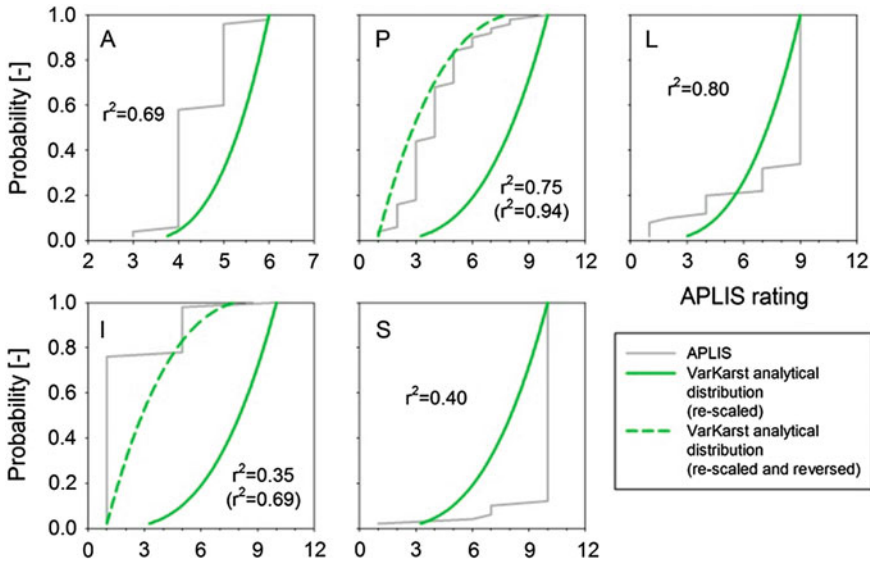 Probability [-]
1.0
0.8
0.6
0.4
0.2
0.0
A
r²=0.69
2 3 4 5 6 7
P
r²=0.75
(r²=0.94)
0 3 6 9 12
L
r²=0.80
0 3 6 9 12
APLIS rating
Probability [-]
1.0
0.8
0.6
0.4
0.2
0.0
I
r²=0.35
(r²=0.69)
0 3 6 9 12
S
r²=0.40
0 3 6 9 12
APLIS
VarKarst analytical
distribution
(re-scaled)
VarKarst analytical
distribution
(re-scaled and reversed)